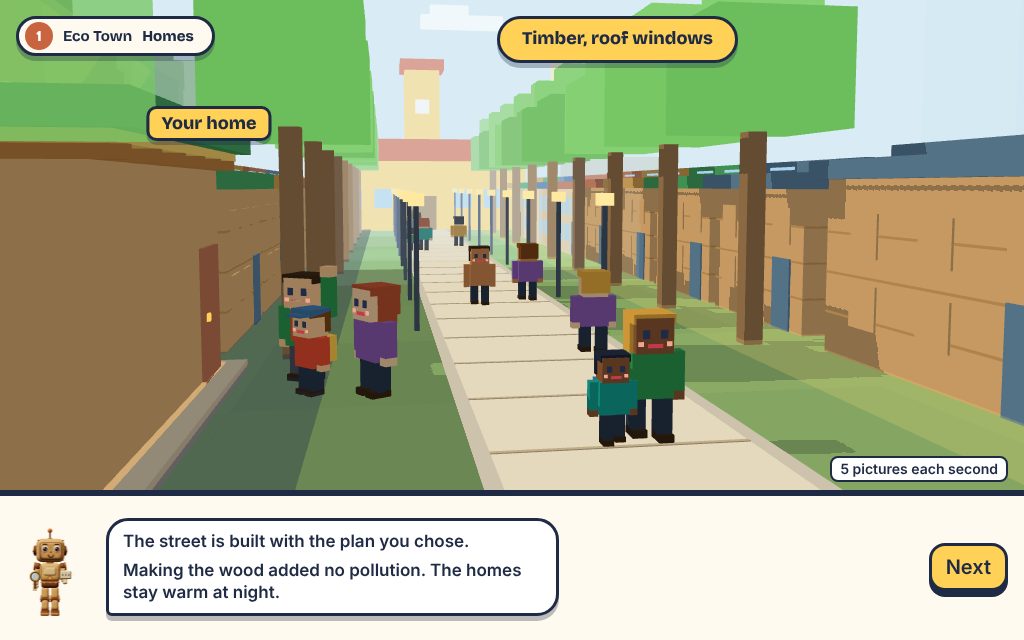 1 Eco Town Homes
Timber, roof windows
Your home
5 pictures each second
The street is built with the plan you chose.
Making the wood added no pollution. The homes
stay warm at night.
Next